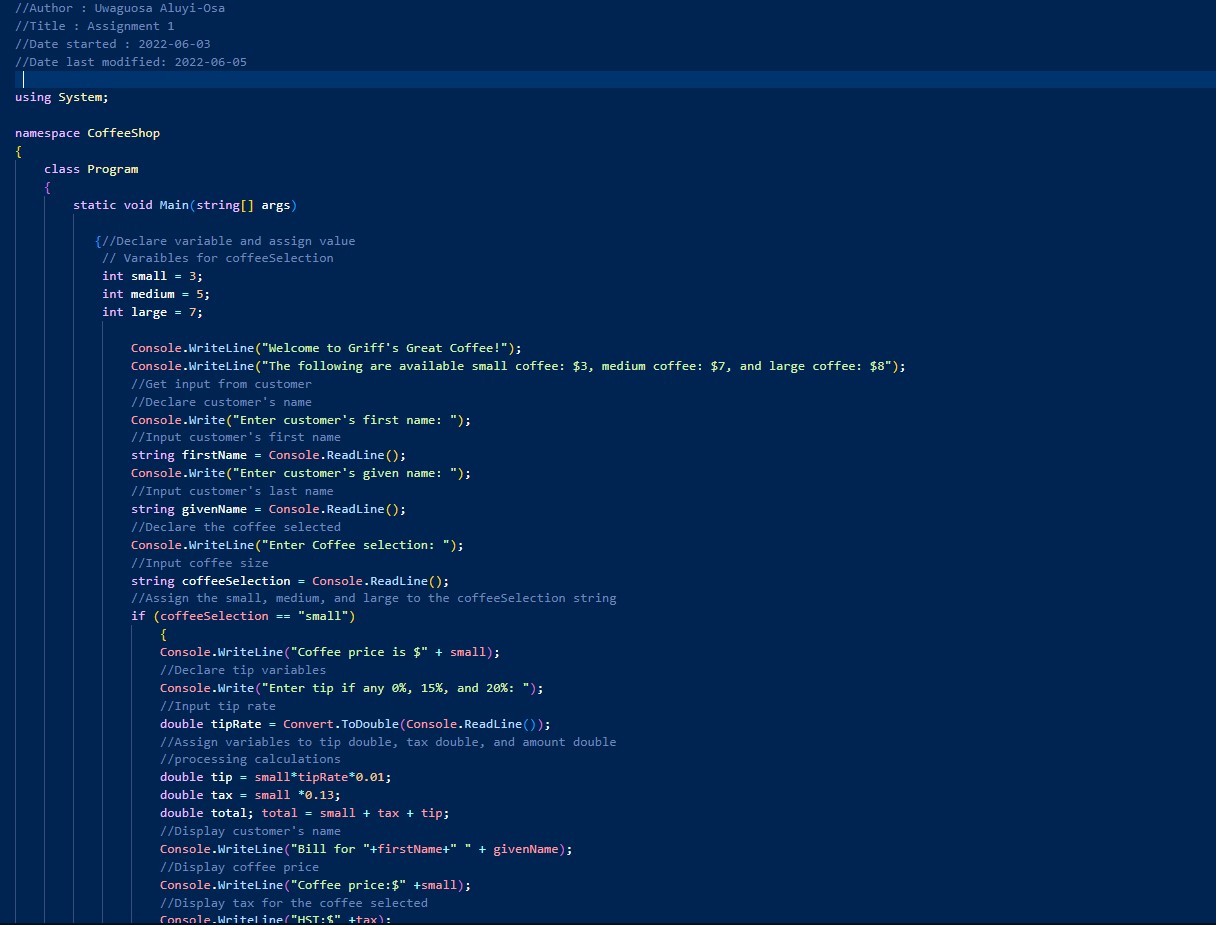 //Author : Uwaguosa Aluyi-Osa
//Title : Assignment 1
//Date started : 2022-06-03
//Date last modified: 2022-06-05
using System;
namespace CoffeeShop
{
class Program
{
static void Main(string[] args)
{//Declare variable and assign value
// Varaibles for coffeeSelection
int small = 3;
int medium = 5;
int large = 7;
Console.WriteLine("Welcome to Griff's Great Coffee!");
Console.WriteLine("The following are available small coffee: $3, medium coffee: $7, and large coffee: $8");
//Get input from customer
//Declare customer's name
Console.Write("Enter customer's first name: ");
//Input customer's first name
string firstName = Console.ReadLine();
Console.Write("Enter customer's given name: ");
//Input customer's last name
string givenName = Console.ReadLine();
//Declare the coffee selected
Console.WriteLine("Enter Coffee selection: ");
//Input coffee size
string coffeeSelection = Console.ReadLine();
//Assign the small, medium, and large to the coffeeSelection string
if (coffeeSelection == "small")
{
Console.WriteLine("Coffee price is $" + small);
//Declare tip variables
Console.Write("Enter tip if any 0%, 15%, and 20%: ");
//Input tip rate
double tipRate = Convert.ToDouble(Console.ReadLine());
//Assign variables to tip double, tax double, and amount double
//processing calculations
double tip = small*tipRate*0.01;
double tax = small *0.13;
double total; total = small + tax + tip;
//Display customer's name
Console.WriteLine("Bill for "+firstName+" " + givenName);
//Display coffee price
Console.WriteLine("Coffee price:$" +small);
//Display tax for the coffee selected
Console.WriteLine("HST:$" +tax);